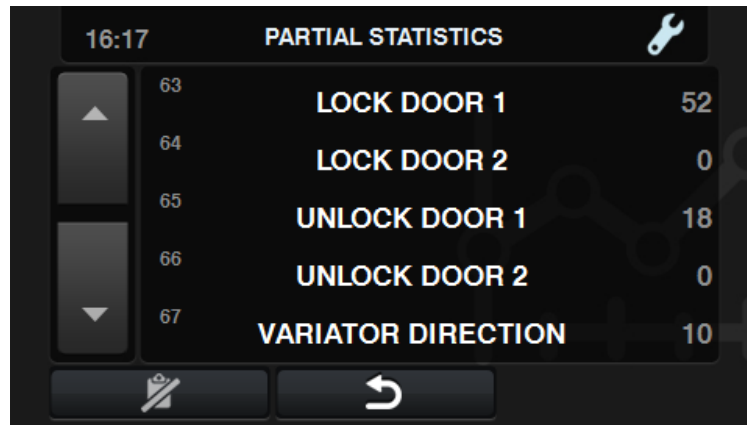 16:17 PARTIAL STATISTICS
63 LOCK DOOR 1 52
64 LOCK DOOR 2 0
65 UNLOCK DOOR 1 18
66 UNLOCK DOOR 2 0
67 VARIATOR DIRECTION 10